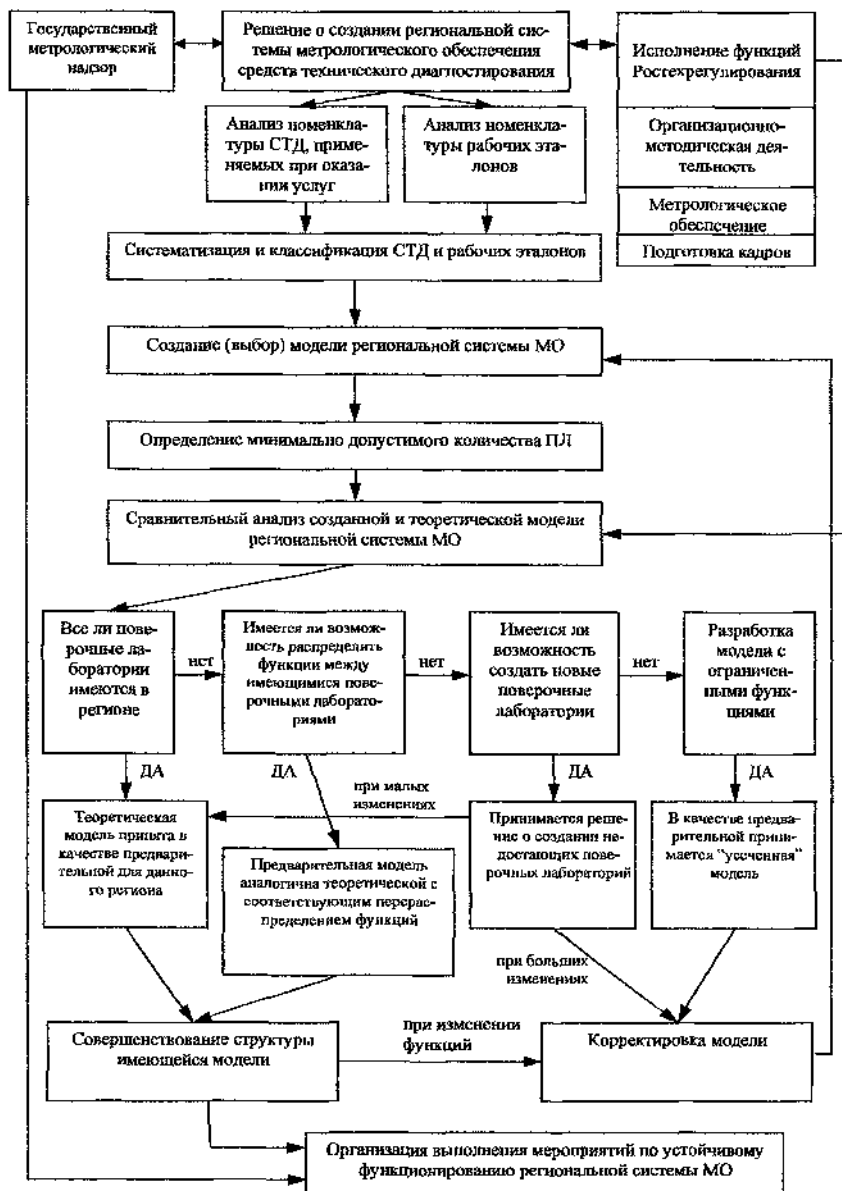 Государственный
метрологический
надзор
Решение о создании региональной сис-
темы метрологического обеспечения
средств технического диагностирования
Исполнение функций
Ростехрегулирования
Анализ номенкла-
туры СТД, приме-
няемых при оказа-
нии услуг
Анализ номенкла-
туры рабочих эта-
лонов
Организационно-
методическая дея-
тельность
Метрологическое
обеспечение
Подготовка кадров
Систематизация и классификация СТД и рабочих эталонов
Создание (выбор) модели региональной системы МО
Определение минимально допустимого количества ПЛ
Сравнительный анализ созданной и теоретической модели
региональной системы МО
Все ли пове-
рочные ла-
боратории
имеются в
регионе
нет
Имеется ли возмож-
ность распределить
функции между
имеющимися пове-
рочными лаборато-
риями
нет
Имеется ли
возможность
создать новые
поверочные
лаборатории
нет
Разработка
модели с
ограничен-
ными функ-
циями
ДА
ДА
ДА
ДА
при малых
изменениях
Теоретическая
модель принята в
качестве предвари-
тельной для данно-
го региона
Предварительная модель
аналогична теоретической с
соответствующим перерас-
пределением функций
Принимается реше-
ние о создании не-
достающих пове-
рочных лабораторий
В качестве предва-
рительной прини-
мается "усеченная"
модель
при больших
изменениях
Совершенствование структуры
имеющейся модели
при изменении
функций
Корректировка модели
Организация выполнения мероприятий по устойчивому
функционированию региональной системы МО